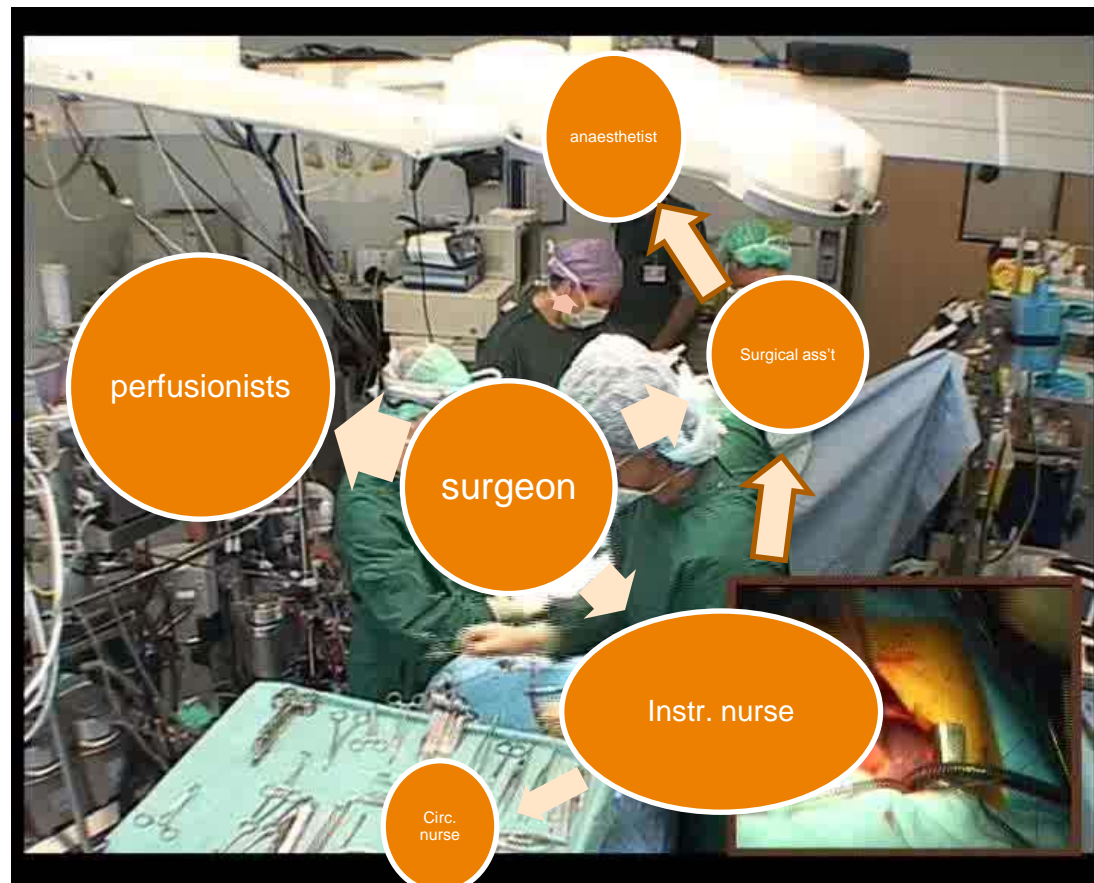 anaesthetist
Surgical ass't
perfusionists
surgeon
Instr. nurse
Circ.
nurse